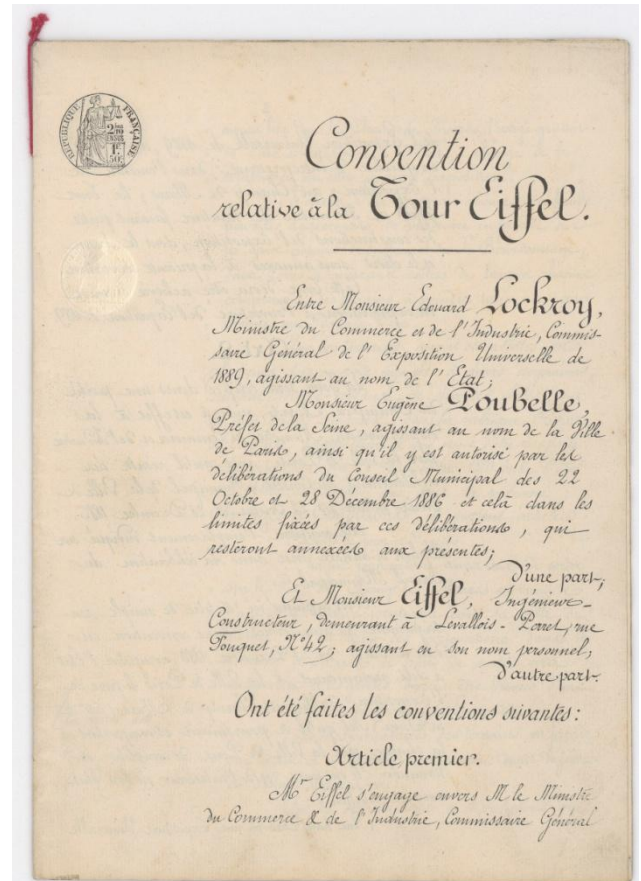 RÉPUBLIQUE FRANÇAISE
Convention
relative à la Tour Eiffel.
Entre Monsieur Edouard Lockroy,
Ministre du Commerce et de l'Industrie, Commis-
saire Général de l'Exposition Universelle de
1889, agissant au nom de l'Etat;
Monsieur Eugène Poubelle,
Préfet de la Seine, agissant au nom de la Ville
de Paris, ainsi qu'il y est autorisé par les
délibérations du Conseil Municipal des 22
Octobre et 28 Décembre 1886 et celà dans les
limites fixées par ces délibérations, qui
resteront annexées aux présentes;
D'une part;
Et Monsieur Eiffel, Ingénieur-
Constructeur, demeurant à Levallois-Perret, rue
Fouquet, N° 42; agissant en son nom personnel;
D'autre part.
Ont été faites les conventions suivantes:
Article premier.
Mr Eiffel s'engage envers M le Ministre
du Commerce & de l'Industrie, Commissaire Général